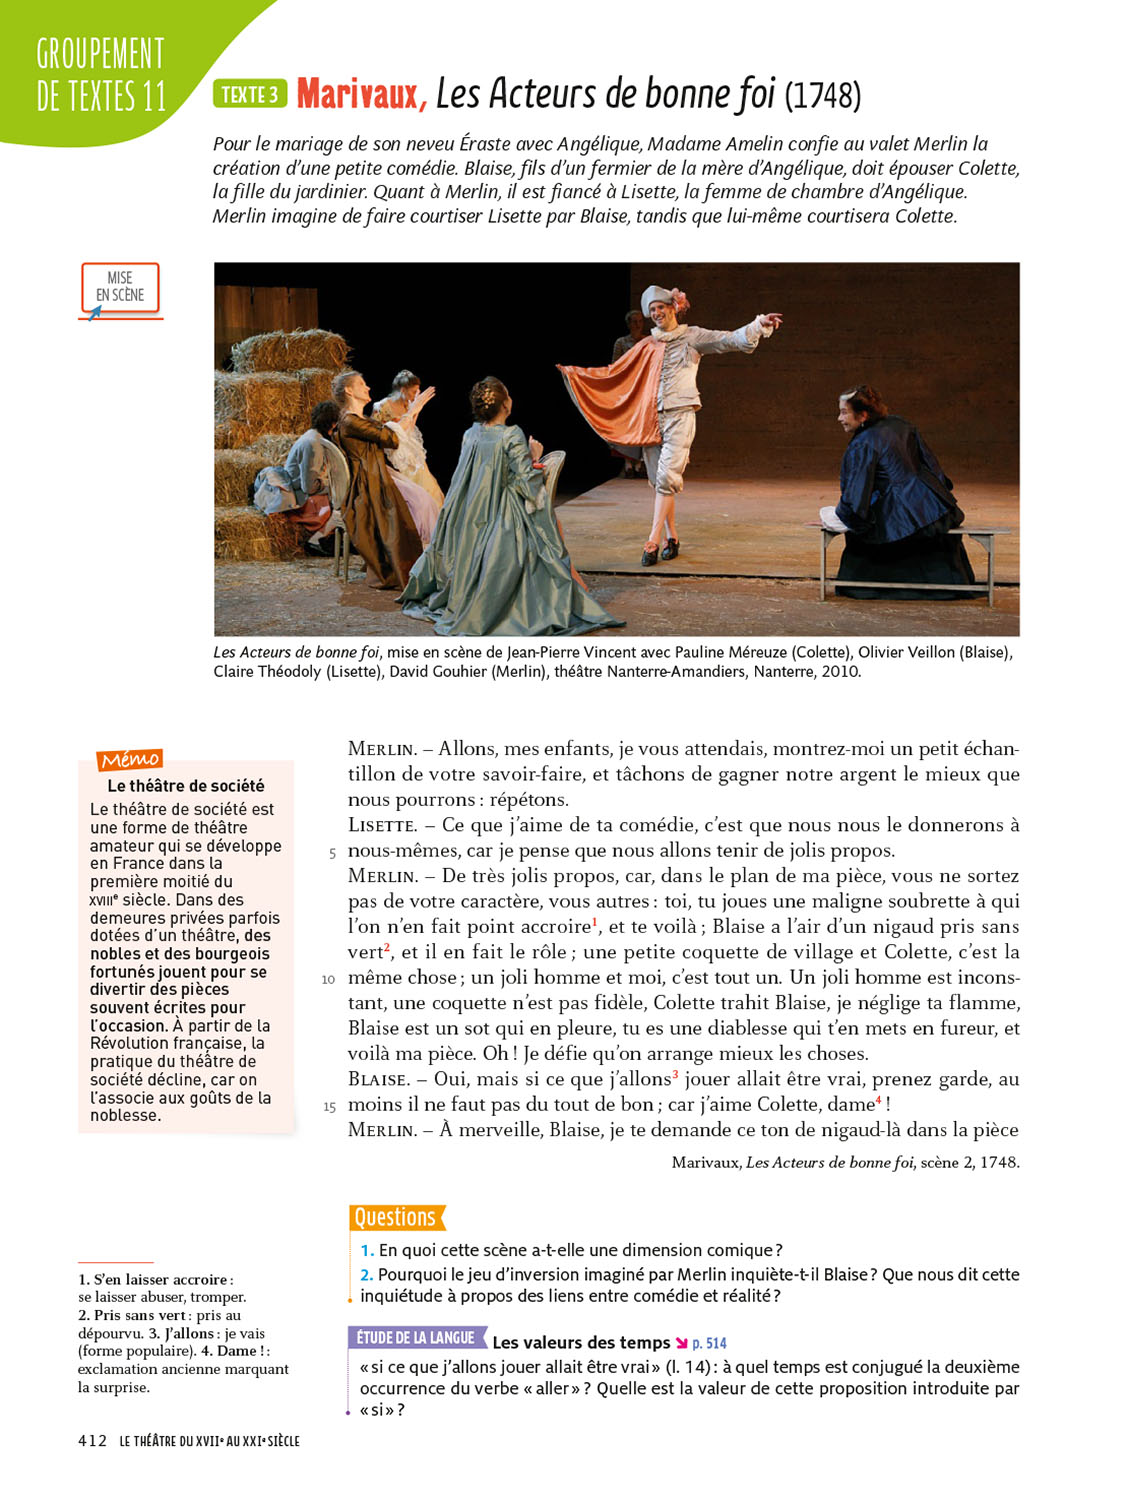 GROUPEMENT
DE TEXTES 11
TEXTE 3 Marivaux, Les Acteurs de bonne foi (1748)
Pour le mariage de son neveu Éraste avec Angélique, Madame Amelin confie au valet Merlin la
création d’une petite comédie. Blaise, fils d’un fermier de la mère d’Angélique, doit épouser Colette,
la fille du jardinier. Quant à Merlin, il est fiancé à Lisette, la femme de chambre d’Angélique.
Merlin imagine de faire courtiser Lisette par Blaise, tandis que lui-même courtisera Colette.
MISE
EN SCÈNE
Les Acteurs de bonne foi, mise en scène de Jean-Pierre Vincent avec Pauline Méreuze (Colette), Olivier Veillon (Blaise),
Claire Théodoly (Lisette), David Gouhier (Merlin), théâtre Nanterre-Amandiers, Nanterre, 2010.
Mémo
Le théâtre de société
Le théâtre de société est
une forme de théâtre
amateur qui se développe
en France dans la
première moitié du
XVIIIe siècle. Dans des
demeures privées parfois
dotées d’un théâtre, des
nobles et des bourgeois
fortunés jouent pour se
divertir des pièces
souvent écrites pour
l’occasion. À partir de la
Révolution française, la
pratique du théâtre de
société décline, car on
l’associe aux goûts de la
noblesse.
MERLIN. – Allons, mes enfants, je vous attendais, montrez-moi un petit échan-
tillon de votre savoir-faire, et tâchons de gagner notre argent le mieux que
nous pourrons : répétons.
LISETTE. – Ce que j’aime de ta comédie, c’est que nous nous le donnerons à
5 nous-mêmes, car je pense que nous allons tenir de jolis propos.
MERLIN. – De très jolis propos, car, dans le plan de ma pièce, vous ne sortez
pas de votre caractère, vous autres : toi, tu joues une maligne soubrette à qui
l’on n’en fait point accroire1, et te voilà ; Blaise a l’air d’un nigaud pris sans
vert2, et il en fait le rôle ; une petite coquette de village et Colette, c’est la
10 même chose ; un joli homme et moi, c’est tout un. Un joli homme est incons-
tant, une coquette n’est pas fidèle, Colette trahit Blaise, je néglige ta flamme,
Blaise est un sot qui en pleure, tu es une diablesse qui t’en mets en fureur, et
voilà ma pièce. Oh ! Je défie qu’on arrange mieux les choses.
BLAISE. – Oui, mais si ce que j’allons3 jouer allait être vrai, prenez garde, au
15 moins il ne faut pas du tout de bon ; car j’aime Colette, dame4 !
MERLIN. – À merveille, Blaise, je te demande ce ton de nigaud-là dans la pièce
Marivaux, Les Acteurs de bonne foi, scène 2, 1748.
Questions
1. En quoi cette scène a-t-elle une dimension comique ?
2. Pourquoi le jeu d’inversion imaginé par Merlin inquiète-t-il Blaise ? Que nous dit cette
inquiétude à propos des liens entre comédie et réalité ?
ÉTUDE DE LA LANGUE Les valeurs des temps p. 514
« si ce que j’allons jouer allait être vrai » (l. 14) : à quel temps est conjugué la deuxième
occurrence du verbe « aller » ? Quelle est la valeur de cette proposition introduite par
« si » ?
1. S’en laisser accroire :
se laisser abuser, tromper.
2. Pris sans vert : pris au
dépourvu. 3. J’allons : je vais
(forme populaire). 4. Dame ! :
exclamation ancienne marquant
la surprise.
412 LE THÉÂTRE DU XVIIe AU XXIe SIÈCLE